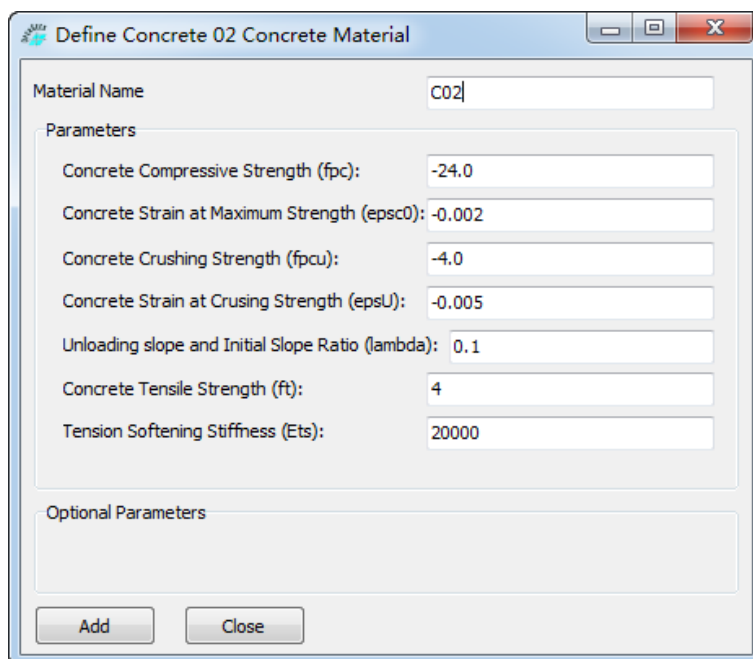 Define Concrete 02 Concrete Material
Material Name C02
Parameters
Concrete Compressive Strength (fpc): -24.0
Concrete Strain at Maximum Strength (epsc0): -0.002
Concrete Crushing Strength (fpcu): -4.0
Concrete Strain at Crusing Strength (epsU): -0.005
Unloading slope and Initial Slope Ratio (lambda): 0.1
Concrete Tensile Strength (ft): 4
Tension Softening Stiffness (Ets): 20000
Optional Parameters
Add Close